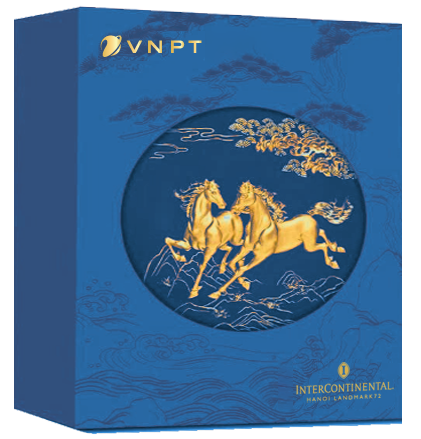 VNPT
I
INTERCONTINENTAL
HANOI LANDMARK72